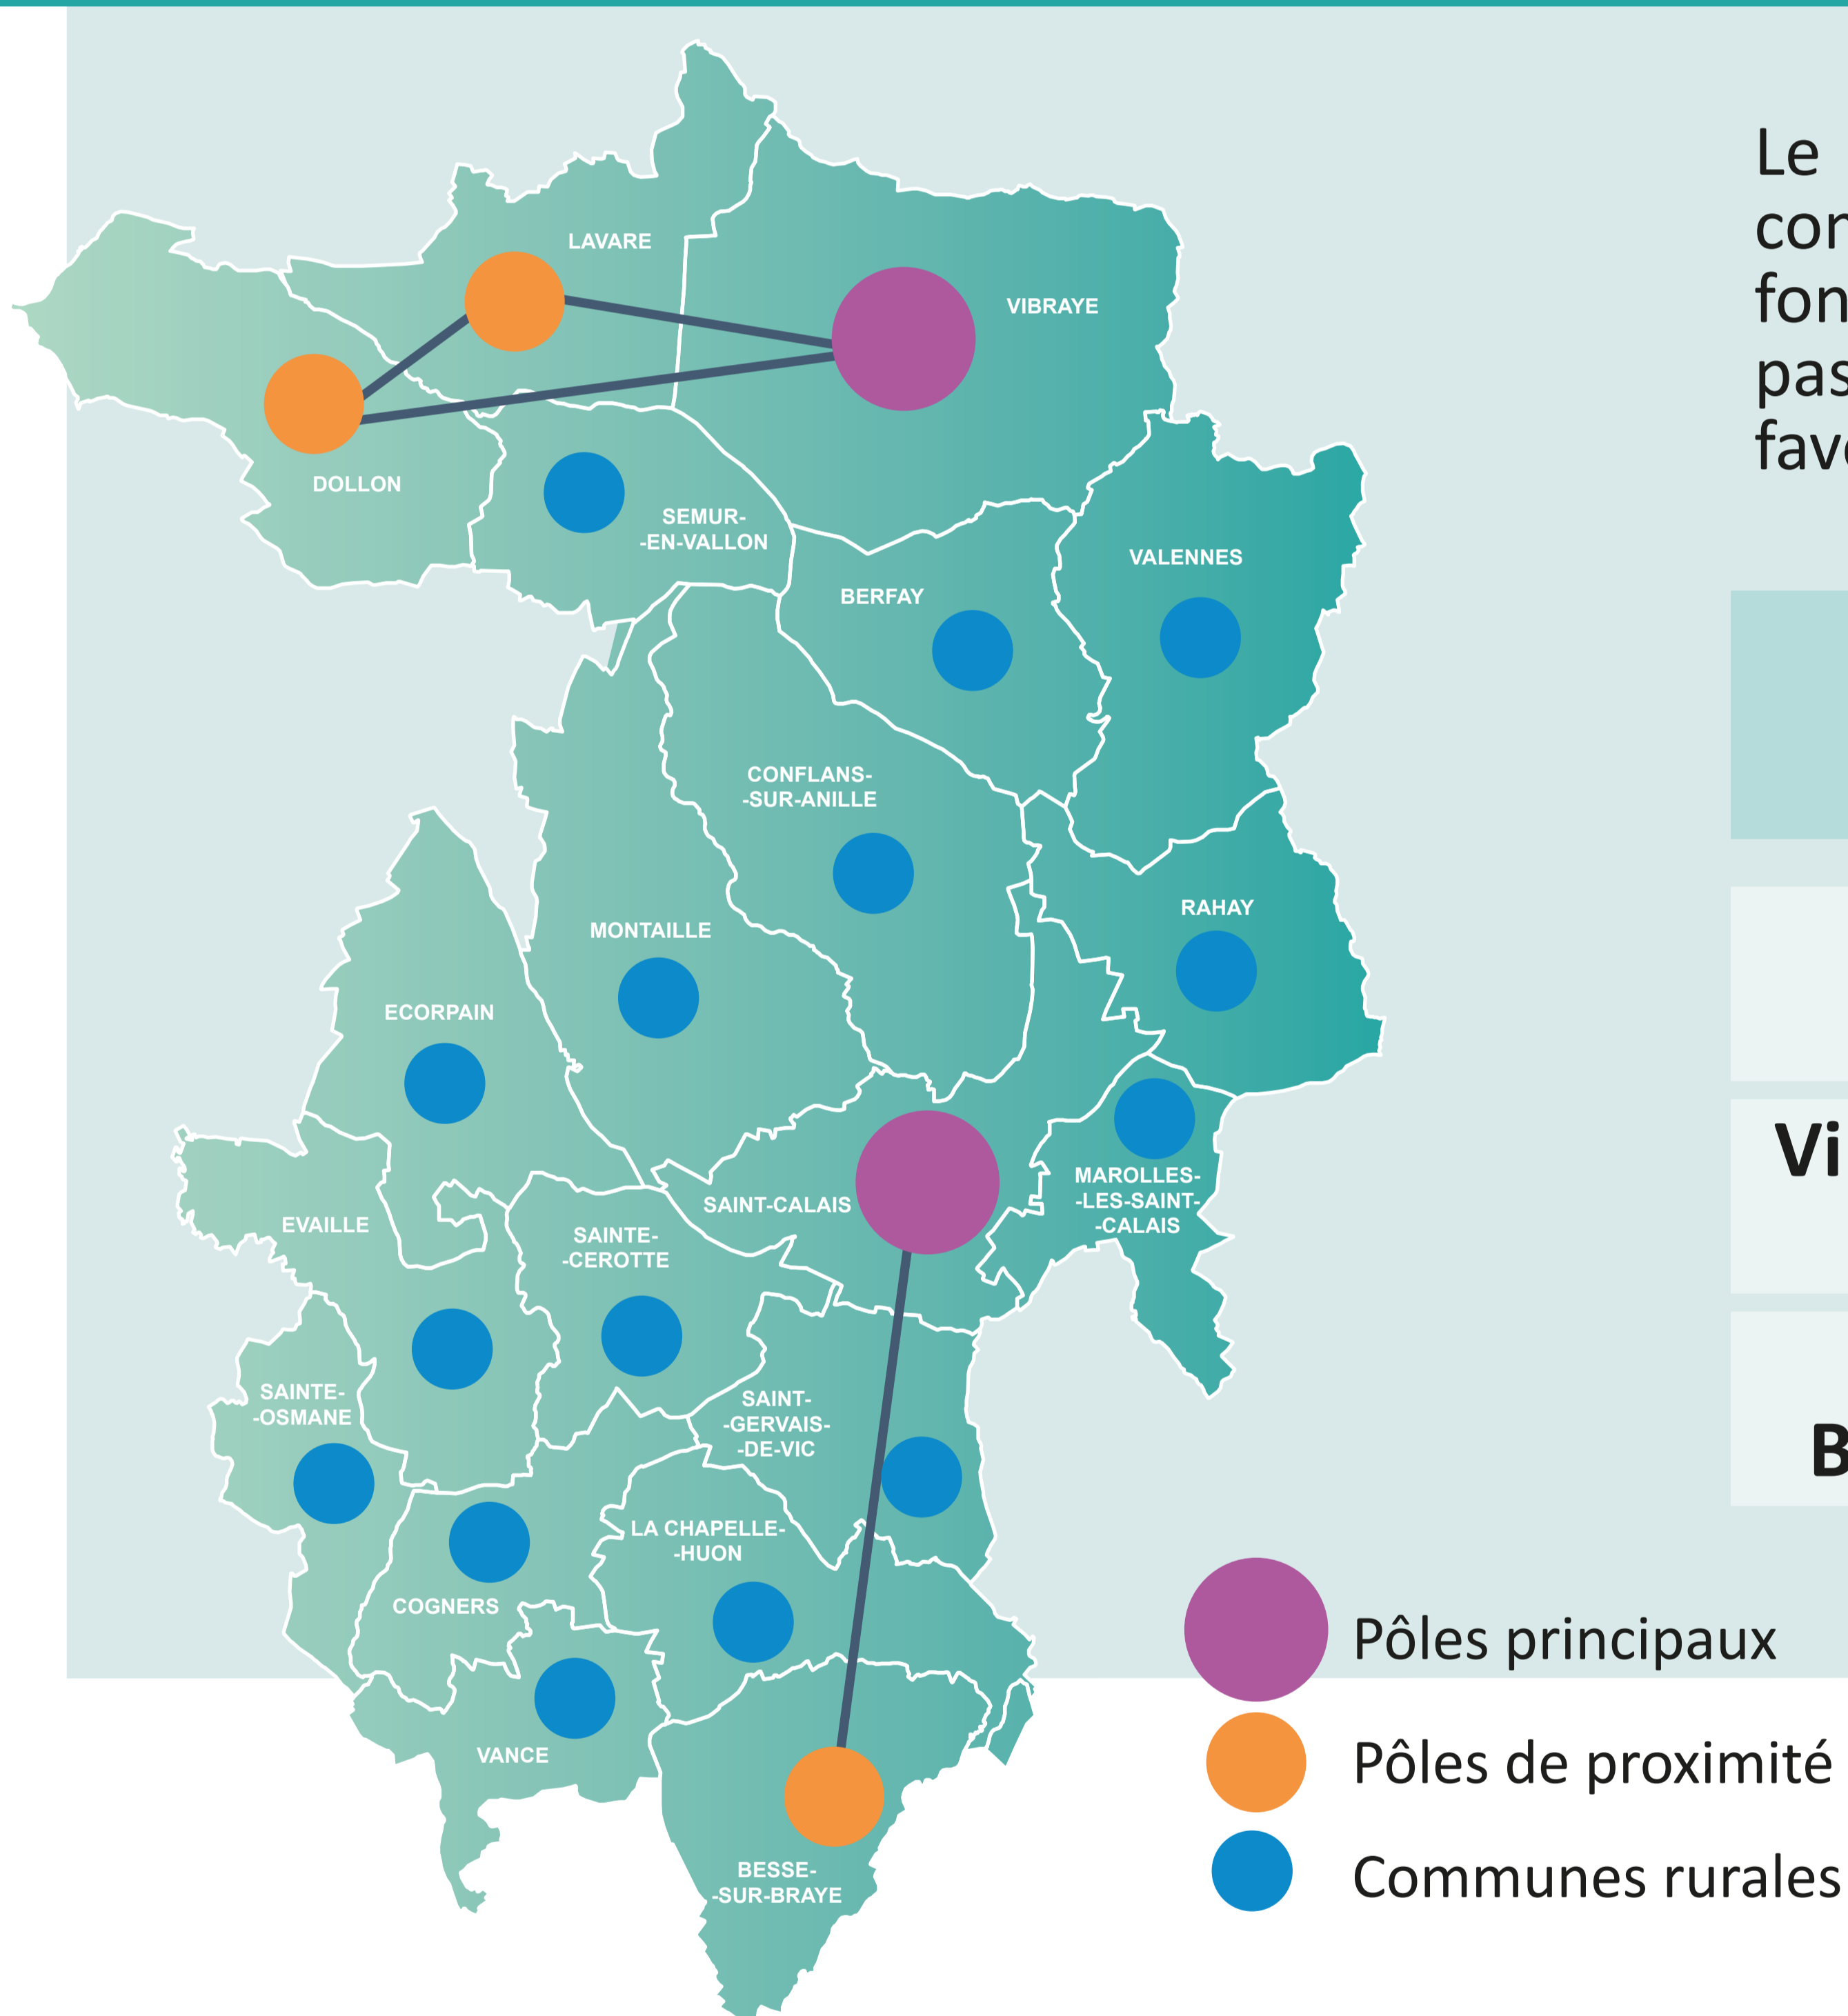 LAVARE
VIBRAYE
DOLLON
SEMUR-
-EN-VALLON
VALENNES
BERFAY
CONFLANS-
-SUR-ANILLE
RAHAY
MONTAILLE
ECORPAIN
MAROLLES-
-LES-SAINT-
-CALAIS
SAINT-CALAIS
EVAILLE
SAINTE-
-CEROTTE
SAINTE-
-OSMANE
SAINT-
-GERVAIS-
-DE-VIC
LA CHAPELLE-
-HUON
COGNERS
VANCE
BESSE-
-SUR-BRAYE
Le
con
fon
pas
fav
Vi
B
Pôles principaux
Pôles de proximité
Communes rurales